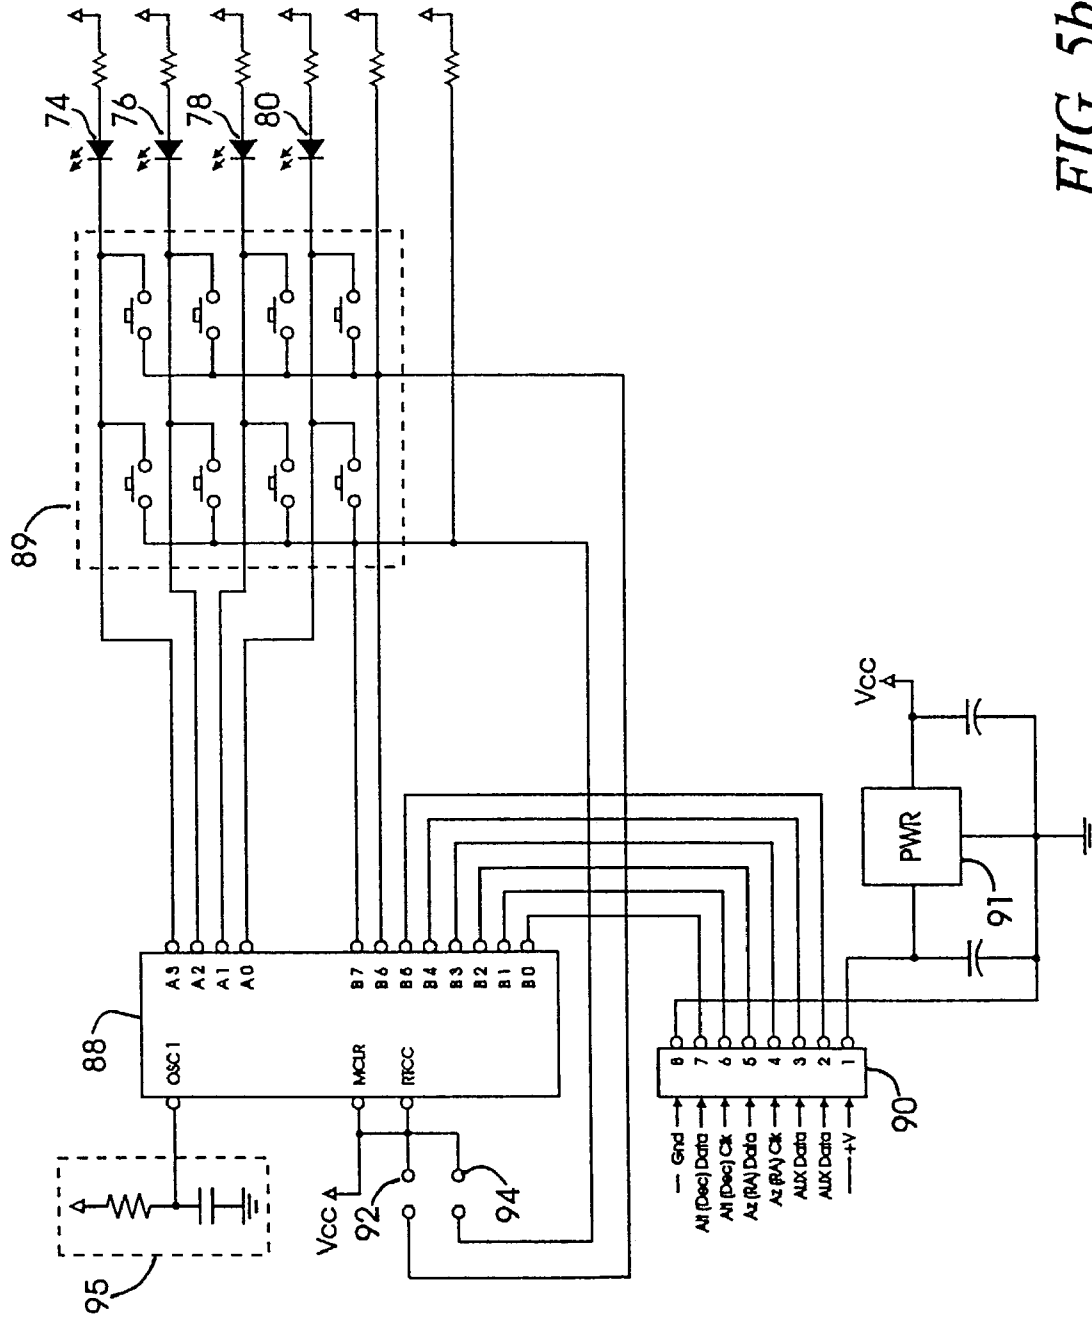 74
76
78
80
89
88
OSC 1
MCLR
RTCC
A3
A2
A1
A0
B7
B6
B5
B4
B3
B2
B1
B0
95
VCC
92
94
8
7
6
5
4
3
2
1
Gnd
Alt (Dec) Data
Alt (Dec) Clk
Az (RA) Data
Az (RA) Clk
AUX Data
AUX Data
+V
90
VCC
PWR
91
FIG 5b